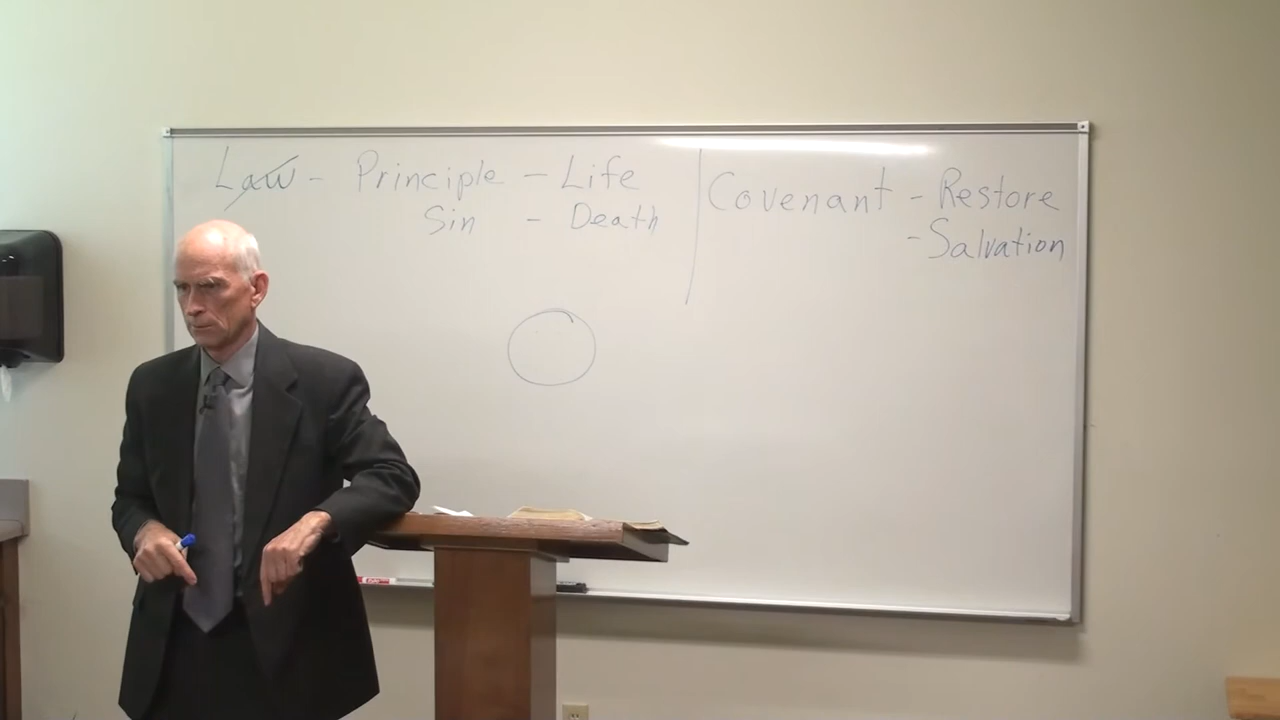 Law - Principle - Life
Sin - Death
Covenant - Restore
- Salvation